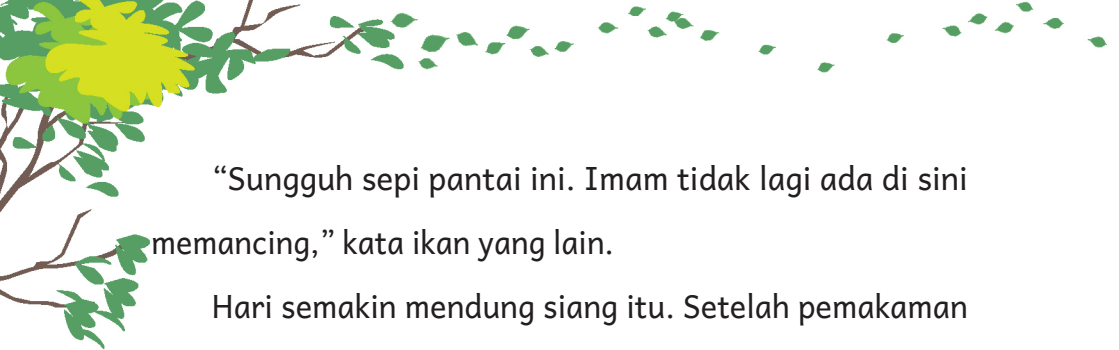 “Sungguh sepi pantai ini. Imam tidak lagi ada di sini
memancing,” kata ikan yang lain.
Hari semakin mendung siang itu. Setelah pemakaman